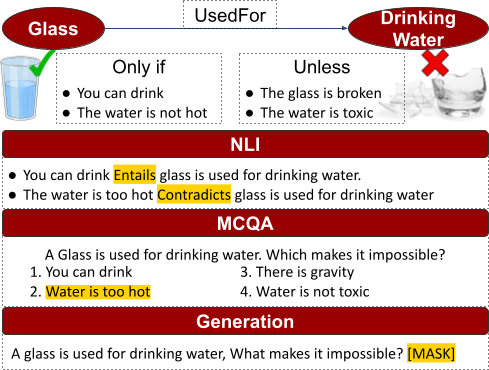 UsedFor
Glass
Drinking
Water
Only if
● You can drink
● The water is not hot
Unless
● The glass is broken
● The water is toxic
NLI
● You can drink Entails glass is used for drinking water.
● The water is too hot Contradicts glass is used for drinking water
MCQA
A Glass is used for drinking water. Which makes it impossible?
1. You can drink
2. Water is too hot
3. There is gravity
4. Water is not toxic
Generation
A glass is used for drinking water, What makes it impossible? [MASK]